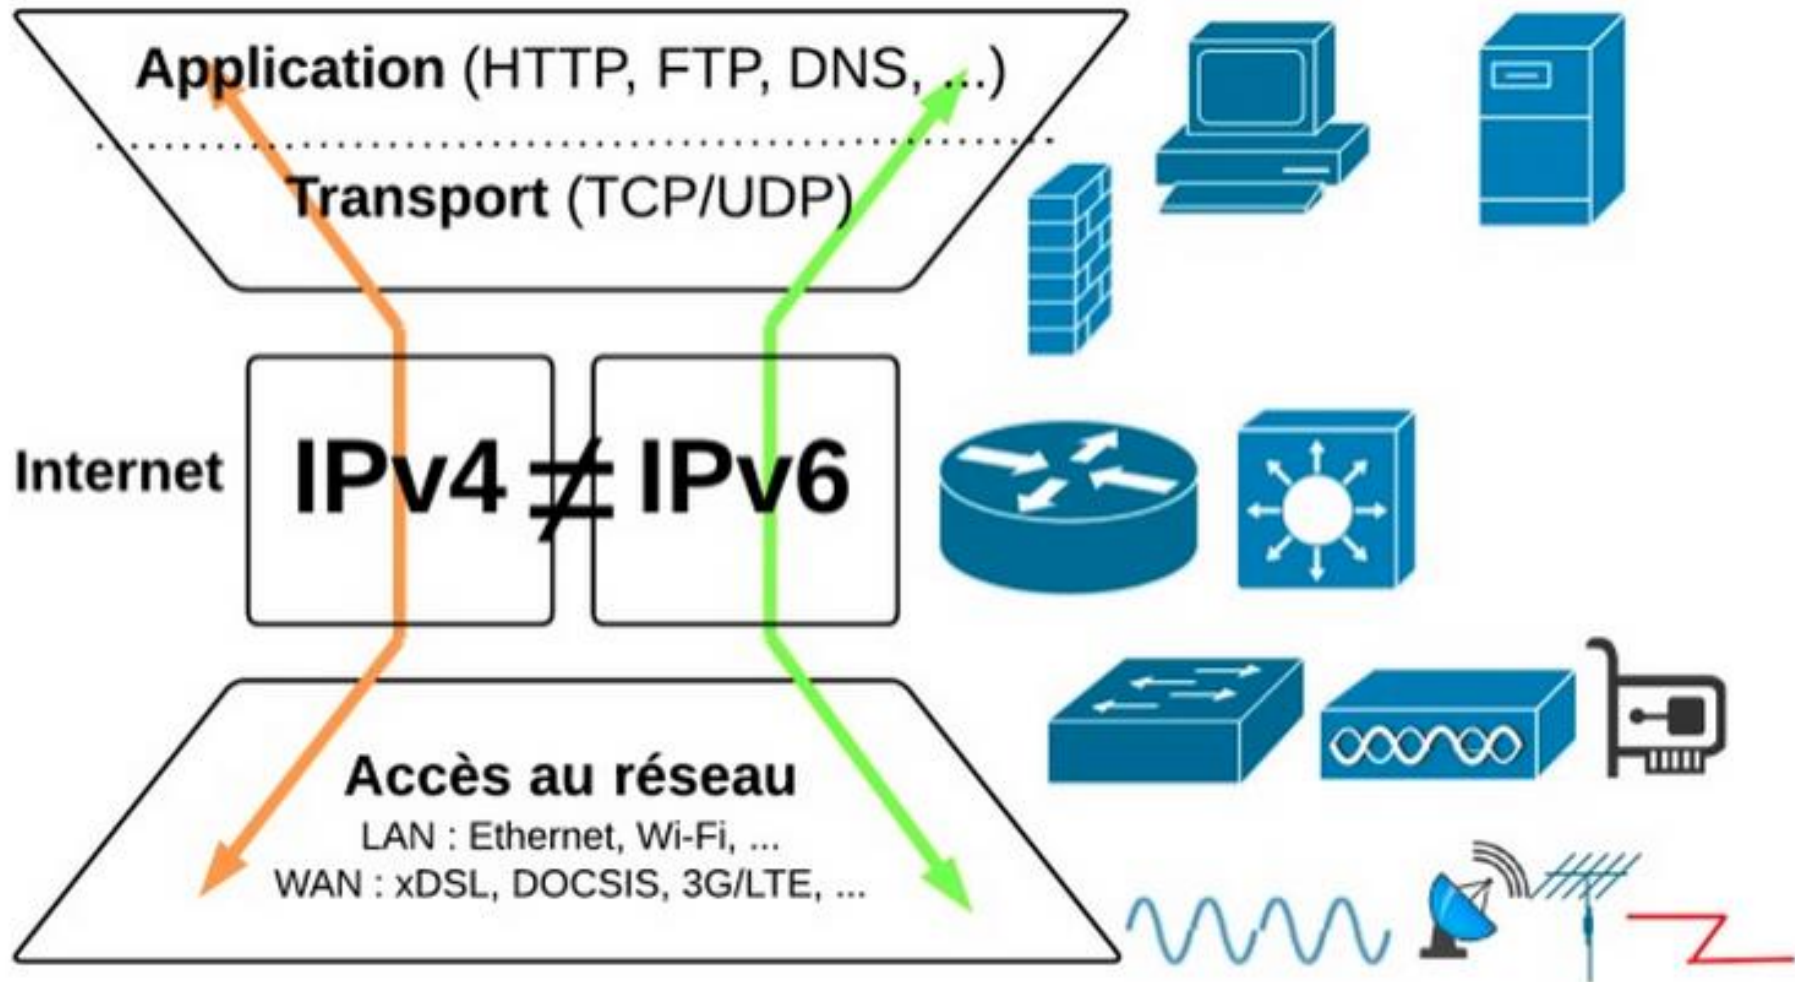 Application (HTTP, FTP, DNS, ...)
Transport (TCP/UDP)
Internet
IPv4 ≠ IPv6
Accès au réseau
LAN : Ethernet, Wi-Fi, ...
WAN : xDSL, DOCSIS, 3G/LTE, ...